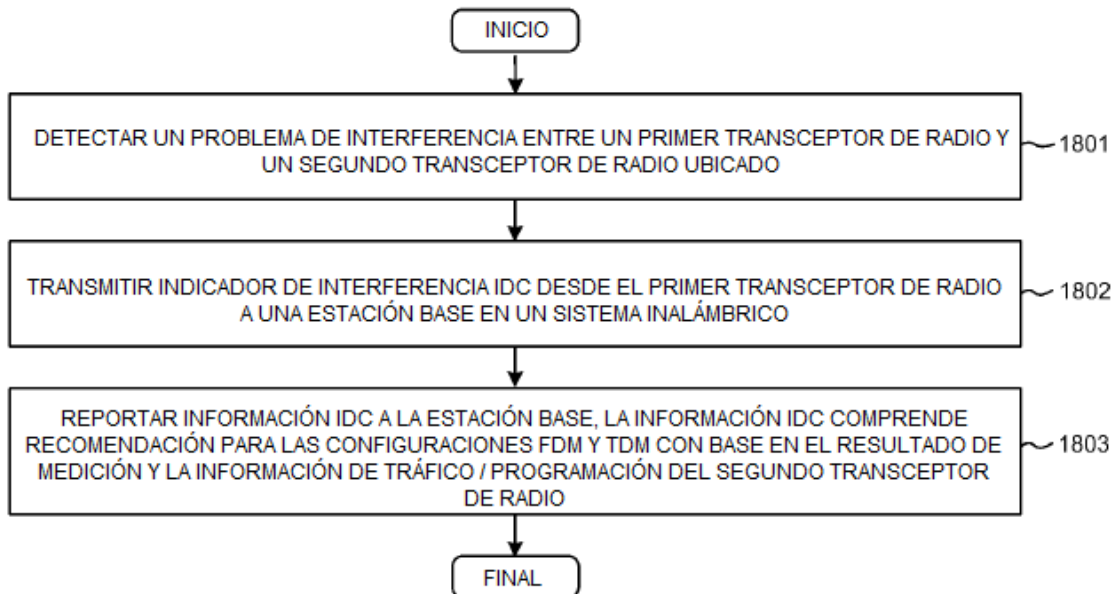 INICIO
DETECTAR UN PROBLEMA DE INTERFERENCIA ENTRE UN PRIMER TRANSCEPTOR DE RADIO Y
UN SEGUNDO TRANSCEPTOR DE RADIO UBICADO
1801
TRANSMITIR INDICADOR DE INTERFERENCIA IDC DESDE EL PRIMER TRANSCEPTOR DE RADIO
A UNA ESTACIÓN BASE EN UN SISTEMA INALÁMBRICO
1802
REPORTAR INFORMACIÓN IDC A LA ESTACIÓN BASE, LA INFORMACIÓN IDC COMPRENDE
RECOMENDACIÓN PARA LAS CONFIGURACIONES FDM Y TDM CON BASE EN EL RESULTADO DE
MEDICIÓN Y LA INFORMACIÓN DE TRÁFICO / PROGRAMACIÓN DEL SEGUNDO TRANSCEPTOR
DE RADIO
1803
FINAL